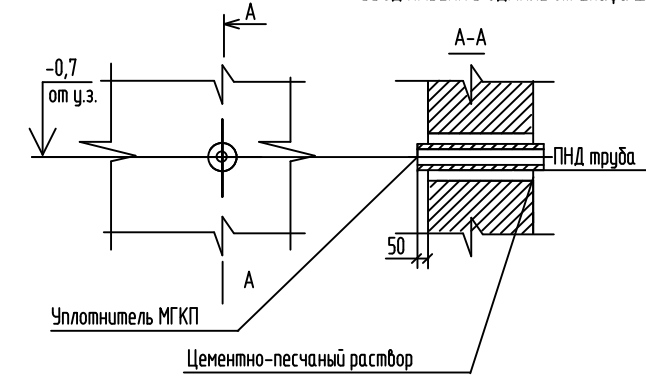 А
А-А
-0,7
от у.з.
ПНД труба
50
А
Уплотнитель МГКП
Цементно-песчаный раствор